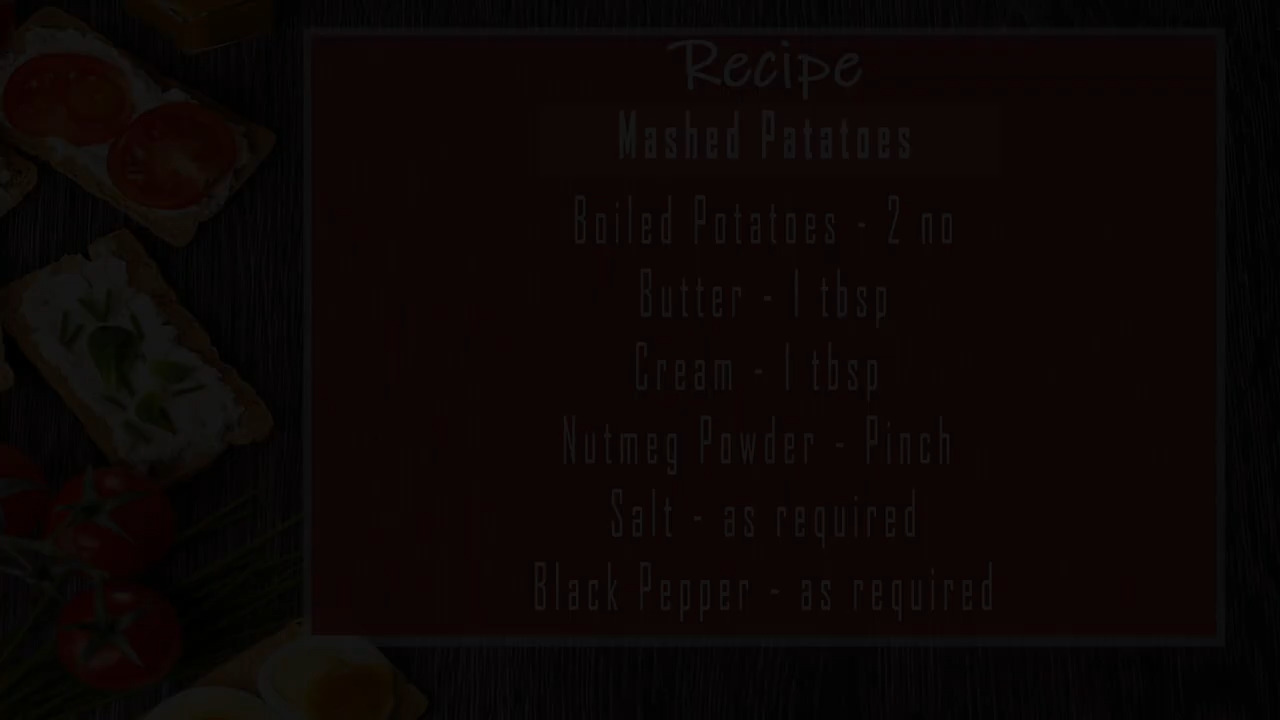 Recipe
Mashed Patatoes
Boiled Potatoes - 2 no
Butter - 1 tbsp
Cream - 1 tbsp
Nutmeg Powder - Pinch
Salt - as required
Black Pepper - as required